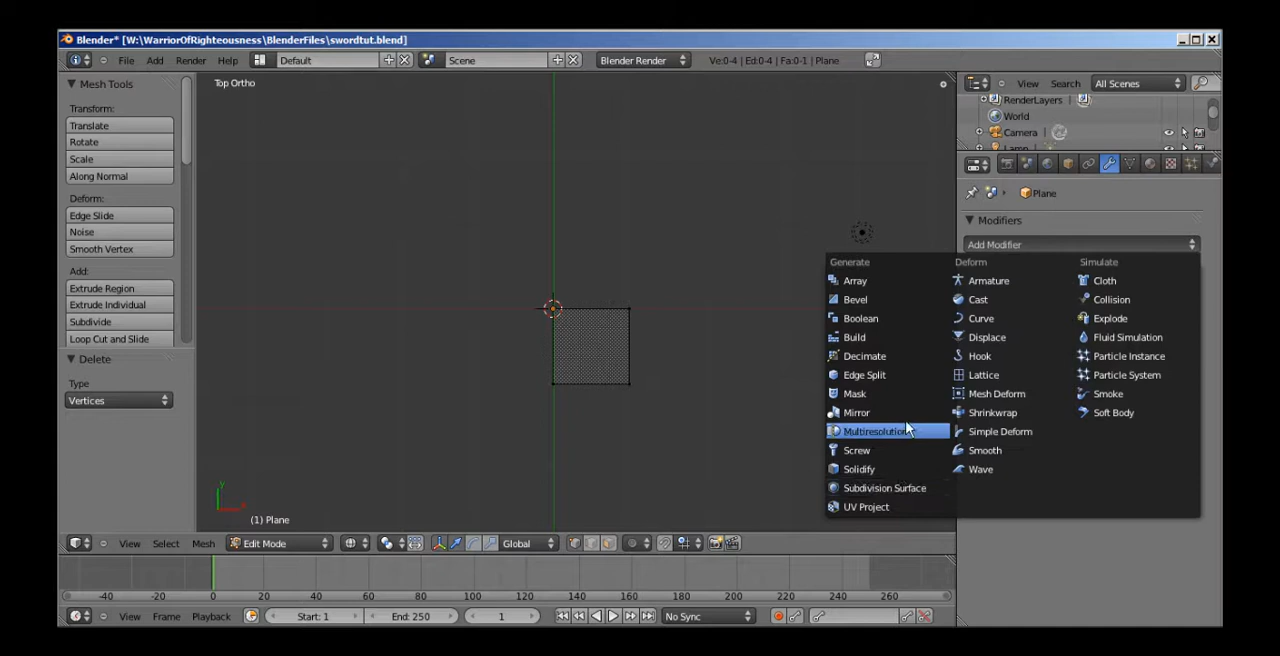 Blender* [W:\WarriorOfRighteousness\BlenderFiles\swordtut.blend]
File Add Render Help Default Scene Blender Render Ve:0-4 | Ed:0-4 | Fa:0-1 | Plane
View Search All Scenes
RenderLayers
World
Camera
Lamp
Mesh Tools
Transform:
Translate
Rotate
Scale
Along Normal
Deform:
Edge Slide
Noise
Smooth Vertex
Add:
Extrude Region
Extrude Individual
Subdivide
Loop Cut and Slide
Delete
Type
Vertices
Top Ortho
(1) Plane
Plane
Modifiers
Add Modifier
Generate
Array
Bevel
Boolean
Build
Decimate
Edge Split
Mask
Mirror
Multiresolution
Screw
Solidify
Subdivision Surface
UV Project
Deform
Armature
Cast
Curve
Displace
Hook
Lattice
Mesh Deform
Shrinkwrap
Simple Deform
Smooth
Wave
Simulate
Cloth
Collision
Explode
Fluid Simulation
Particle Instance
Particle System
Smoke
Soft Body
View Select Mesh Edit Mode Global
-40 -20 0 20 40 60 80 100 120 140 160 180 200 220 240 260
View Frame Playback Start: 1 End: 250 1 No Sync